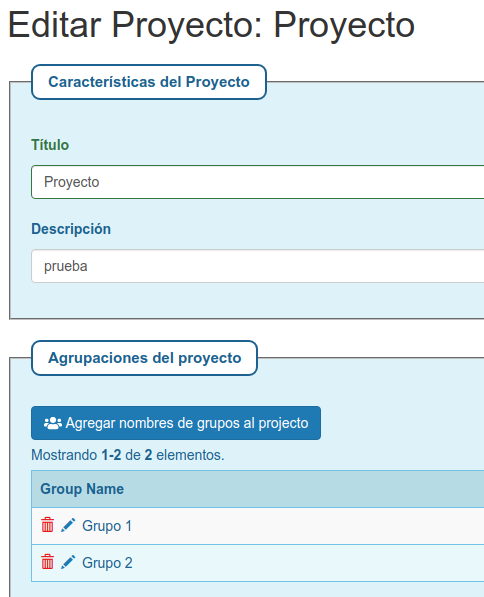 Editar Proyecto: Proyecto
Características del Proyecto
Título
Proyecto
Descripción
prueba
Agrupaciones del proyecto
Agregar nombres de grupos al projecto
Mostrando 1-2 de 2 elementos.
Group Name
Grupo 1
Grupo 2